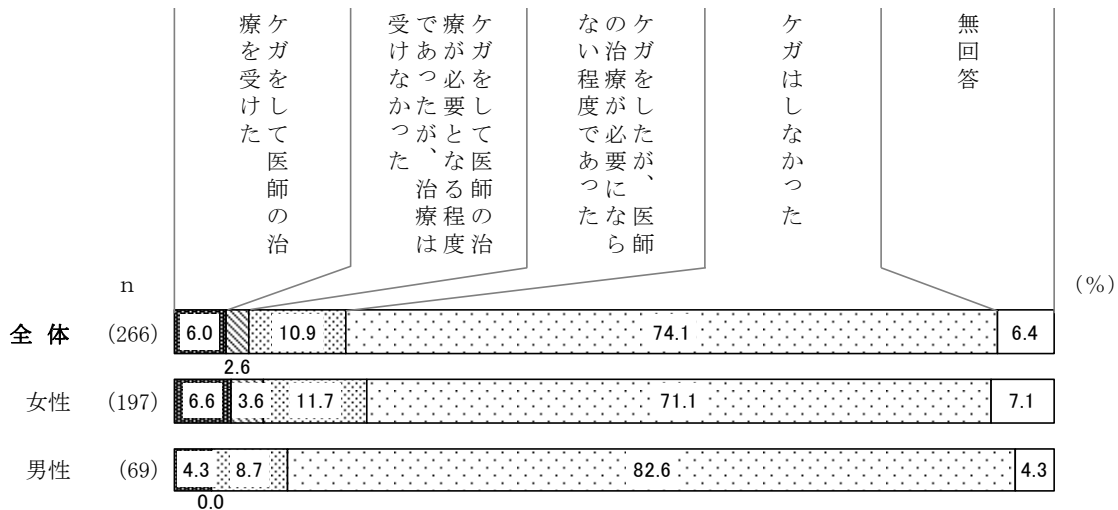 ケガをして医師の治
療を受けた
ケガをして医師の治
療が必要となる程度
であったが、治療は
受けなかった
ケガをしたが、医師
の治療が必要になら
ない程度であった
ケガはしなかった
無回答
n
(%)
全体 (266) 6.0 10.9 74.1 6.4
2.6
女性 (197) 6.6 3.6 11.7 71.1 7.1
男性 (69) 4.3 8.7 82.6 4.3
0.0